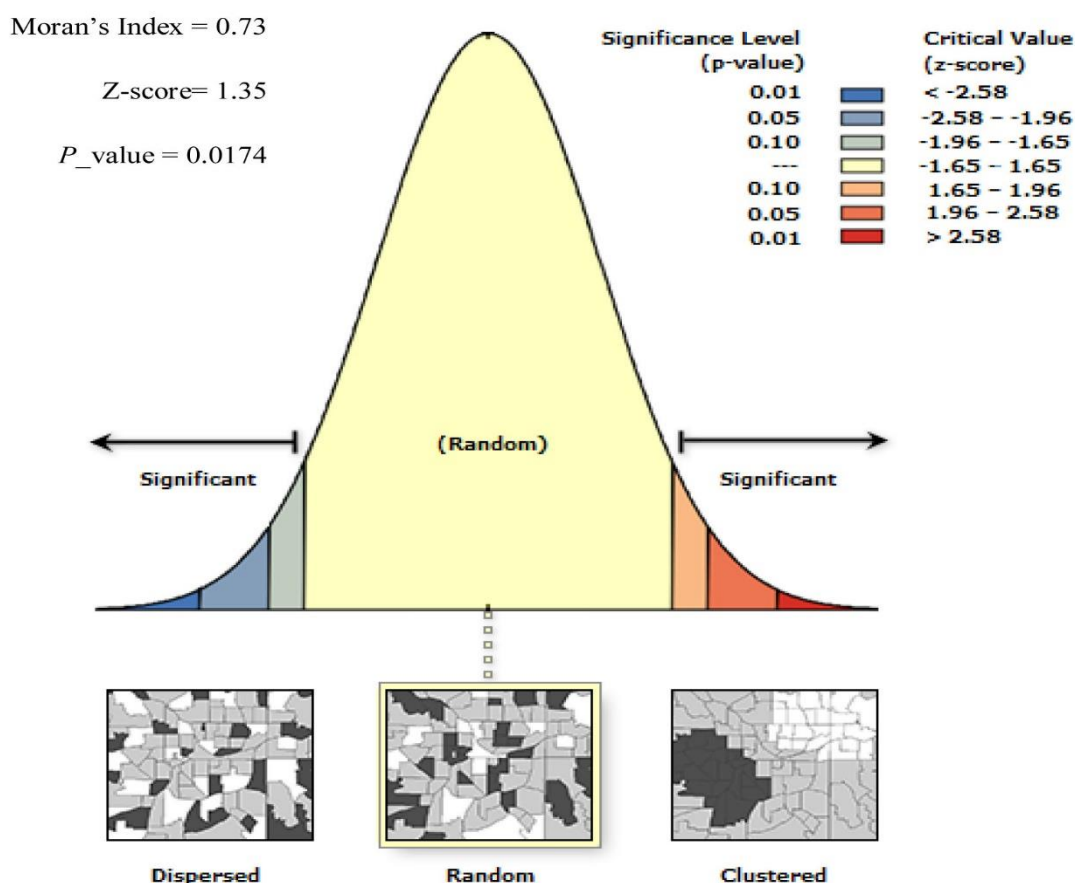 Moran's Index = 0.73
Z-score= 1.35
P_value = 0.0174
Significance Level
(p-value)
Critical Value
(z-score)
0.01 < -2.58
0.05 -2.58 – -1.96
0.10 -1.96 – -1.65
--- -1.65 – 1.65
0.10 1.65 – 1.96
0.05 1.96 – 2.58
0.01 > 2.58
(Random)
Significant Significant
Dispersed Random Clustered